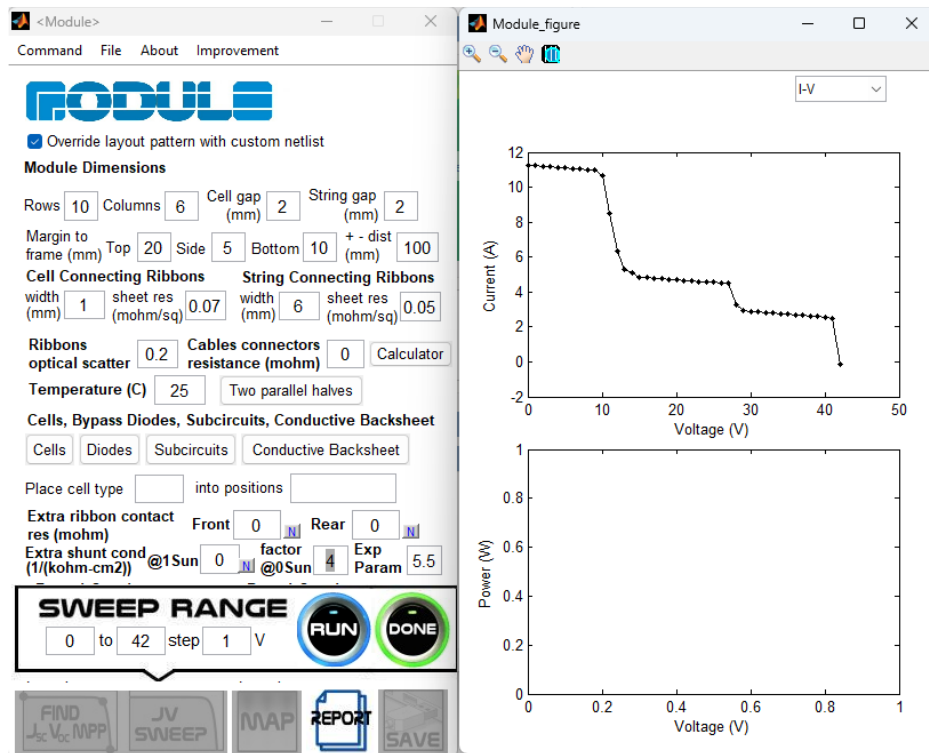 <Module>
Command File About Improvement
MODULE
Override layout pattern with custom netlist
Module Dimensions
Rows 10 Columns 6 Cell gap (mm) 2 String gap (mm) 2
Margin to frame (mm) Top 20 Side 5 Bottom 10 + - dist (mm) 100
Cell Connecting Ribbons String Connecting Ribbons
width (mm) 1 sheet res (mohm/sq) 0.07 width (mm) 6 sheet res (mohm/sq) 0.05
Ribbons optical scatter 0.2 Cables connectors resistance (mohm) 0 Calculator
Temperature (C) 25 Two parallel halves
Cells, Bypass Diodes, Subcircuits, Conductive Backsheet
Cells Diodes Subcircuits Conductive Backsheet
Place cell type into positions
Extra ribbon contact res (mohm) Front 0 N Rear 0 N
Extra shunt cond (1/(kohm-cm2)) @1Sun 0 N factor @0Sun 4 Exp Param 5.5
SWEEP RANGE
0 to 42 step 1 V
RUN DONE
FIND Jsc Voc MPP
JV SWEEP
MAP
REPORT
SAVE
Module_figure
I-V
12
10
8
6
4
2
0
-2
Current (A)
0 10 20 30 40 50
Voltage (V)
1
0.8
0.6
0.4
0.2
0
Power (W)
0 0.2 0.4 0.6 0.8 1
Voltage (V)